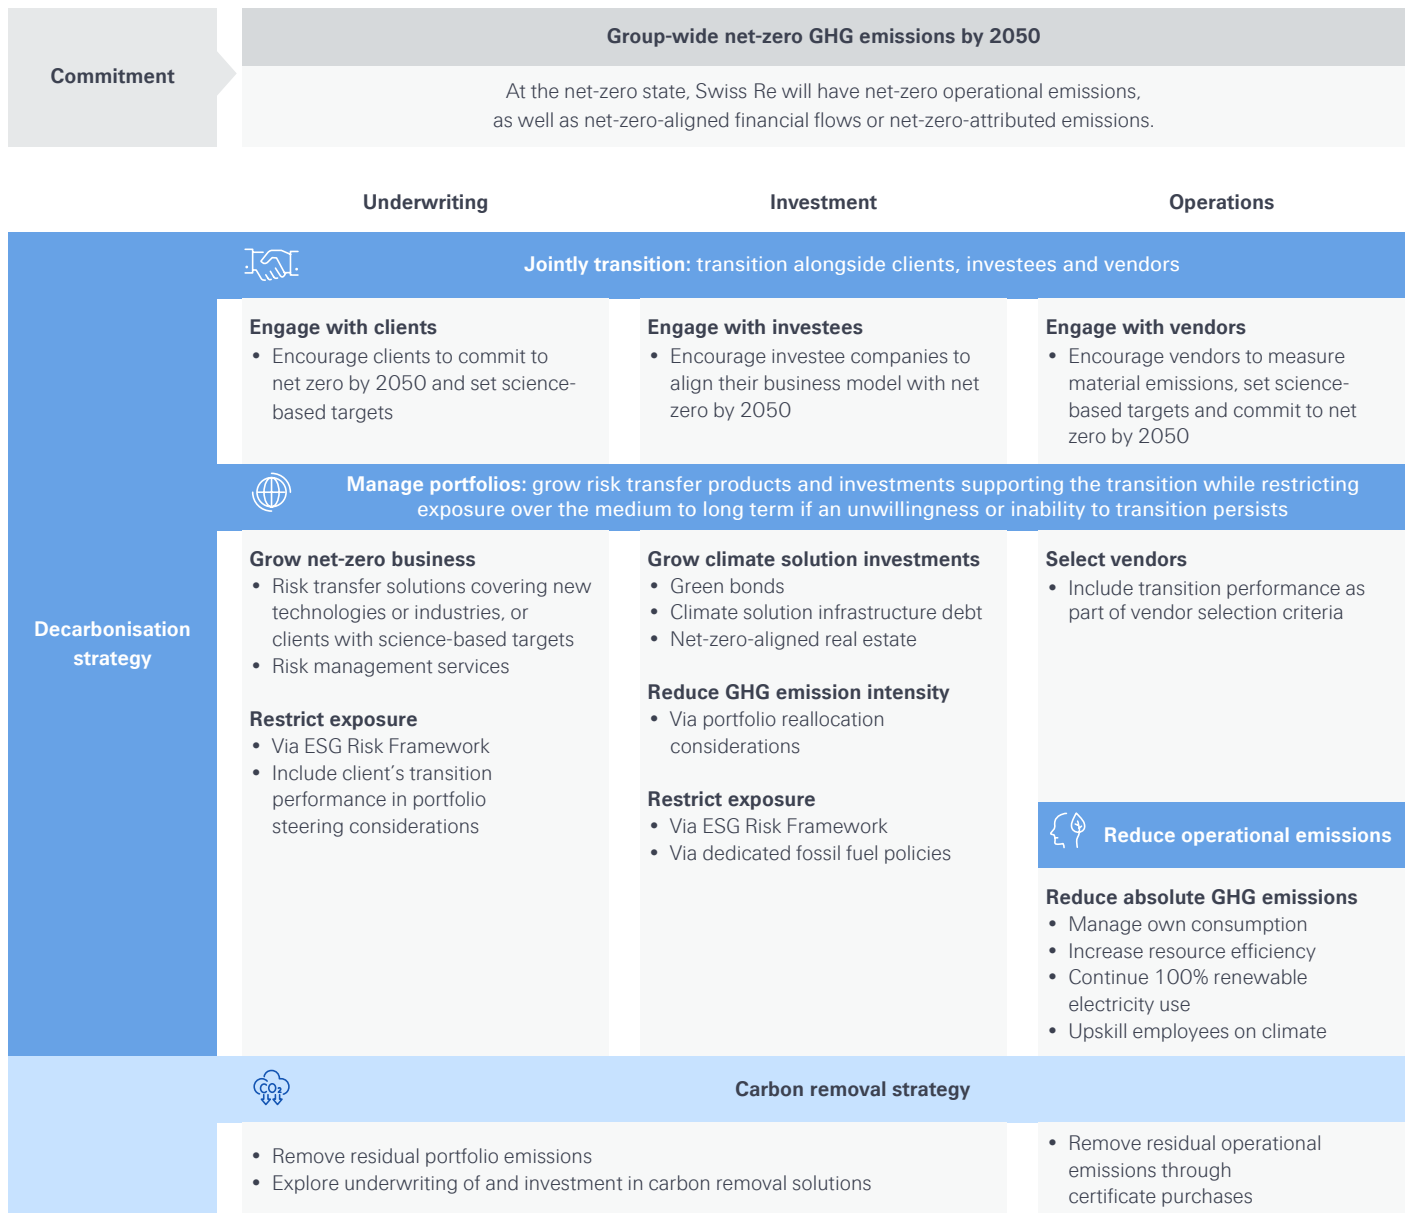 Commitment
Group-wide net-zero GHG emissions by 2050
At the net-zero state, Swiss Re will have net-zero operational emissions,
as well as net-zero-aligned financial flows or net-zero-attributed emissions.
Underwriting
Investment
Operations
Decarbonisation
strategy
Jointly transition: transition alongside clients, investees and vendors
Engage with clients
• Encourage clients to commit to
net zero by 2050 and set science-
based targets
Engage with investees
• Encourage investee companies to
align their business model with net
zero by 2050
Engage with vendors
• Encourage vendors to measure
material emissions, set science-
based targets and commit to net
zero by 2050
Manage portfolios: grow risk transfer products and investments supporting the transition while restricting
exposure over the medium to long term if an unwillingness or inability to transition persists
Grow net-zero business
• Risk transfer solutions covering new
technologies or industries, or
clients with science-based targets
• Risk management services
Restrict exposure
• Via ESG Risk Framework
• Include client's transition
performance in portfolio
steering considerations
Grow climate solution investments
• Green bonds
• Climate solution infrastructure debt
• Net-zero-aligned real estate
Reduce GHG emission intensity
• Via portfolio reallocation
considerations
Restrict exposure
• Via ESG Risk Framework
• Via dedicated fossil fuel policies
Select vendors
• Include transition performance as
part of vendor selection criteria
Reduce operational emissions
Reduce absolute GHG emissions
• Manage own consumption
• Increase resource efficiency
• Continue 100% renewable
electricity use
• Upskill employees on climate
CO₂
Carbon removal strategy
• Remove residual portfolio emissions
• Explore underwriting of and investment in carbon removal solutions
• Remove residual operational
emissions through
certificate purchases